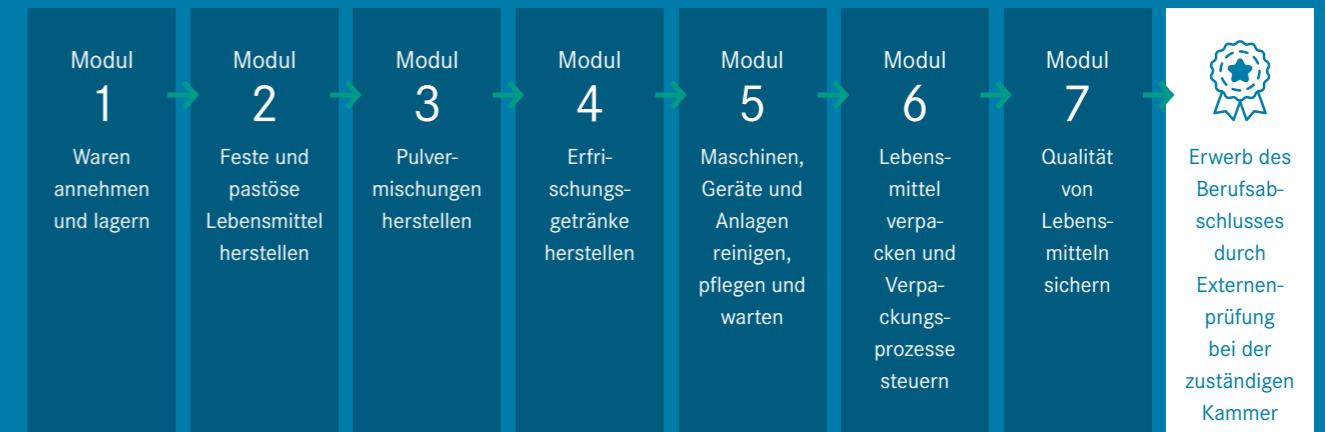 Modul
1
Waren
annehmen
und lagern
Modul
2
Feste und
pastöse
Lebensmittel
herstellen
Modul
3
Pulver-
mischungen
herstellen
Modul
4
Erfri-
schungs-
getränke
herstellen
Modul
5
Maschinen,
Geräte und
Anlagen
reinigen,
pflegen und
warten
Modul
6
Lebens-
mittel
verpa-
cken und
Verpa-
ckungs-
prozesse
steuern
Modul
7
Qualität
von
Lebens-
mitteln
sichern
Erwerb des
Berufsab-
schlusses
durch
Externen-
prüfung
bei der
zuständigen
Kammer